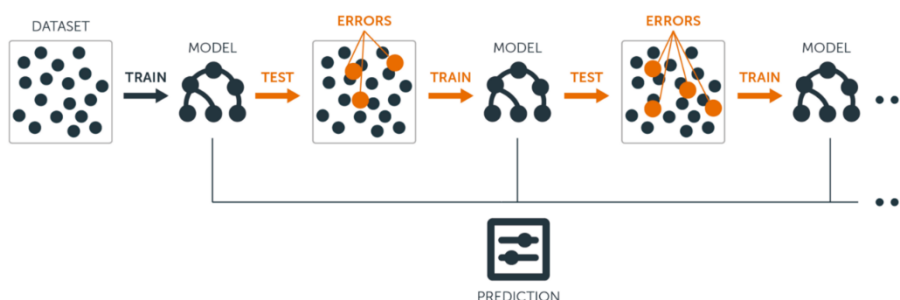 DATASET
MODEL
ERRORS
MODEL
ERRORS
MODEL
TRAIN
TEST
TRAIN
TEST
TRAIN
PREDICTION